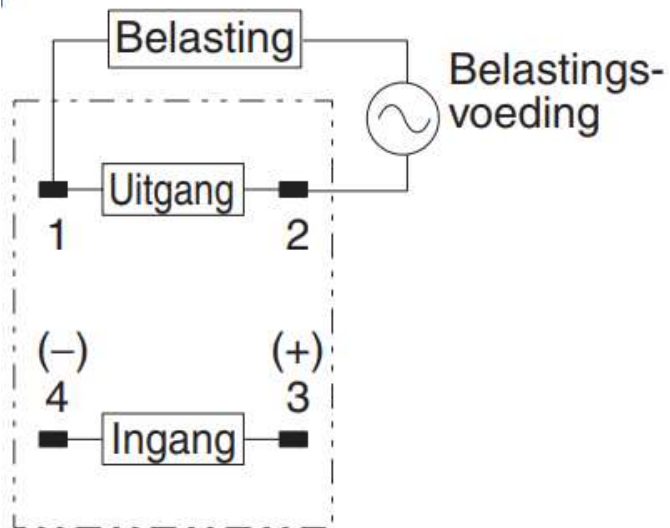 Belasting
Belastings-
voeding
Uitgang
1 2
(–) (+)
4 3
Ingang